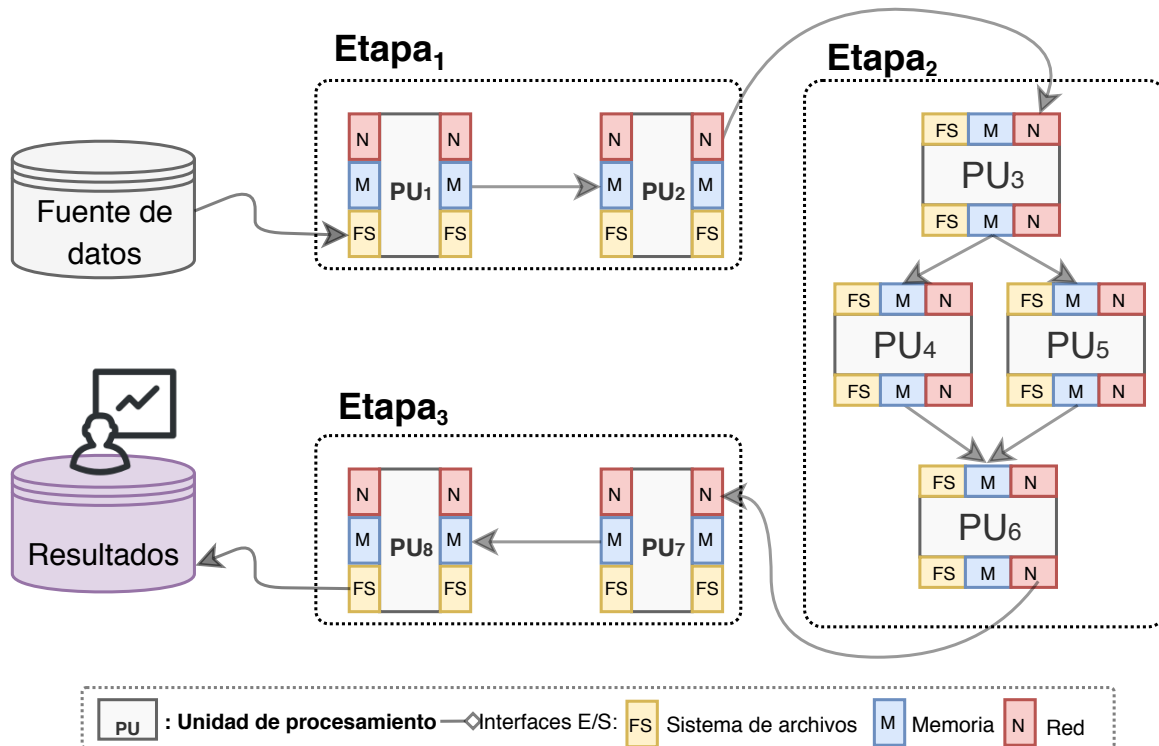 Etapa1
Etapa2
N N N N
M PU1 M M PU2 M
FS FS FS FS
Fuente de
datos
FS M N
PU3
FS M N
FS M N FS M N
PU4 PU5
FS M N FS M N
FS M N
PU6
FS M N
Etapa3
N N N N
M PU8 M M PU7 M
FS FS FS FS
Resultados
PU : Unidad de procesamiento Interfaces E/S: FS Sistema de archivos M Memoria N Red